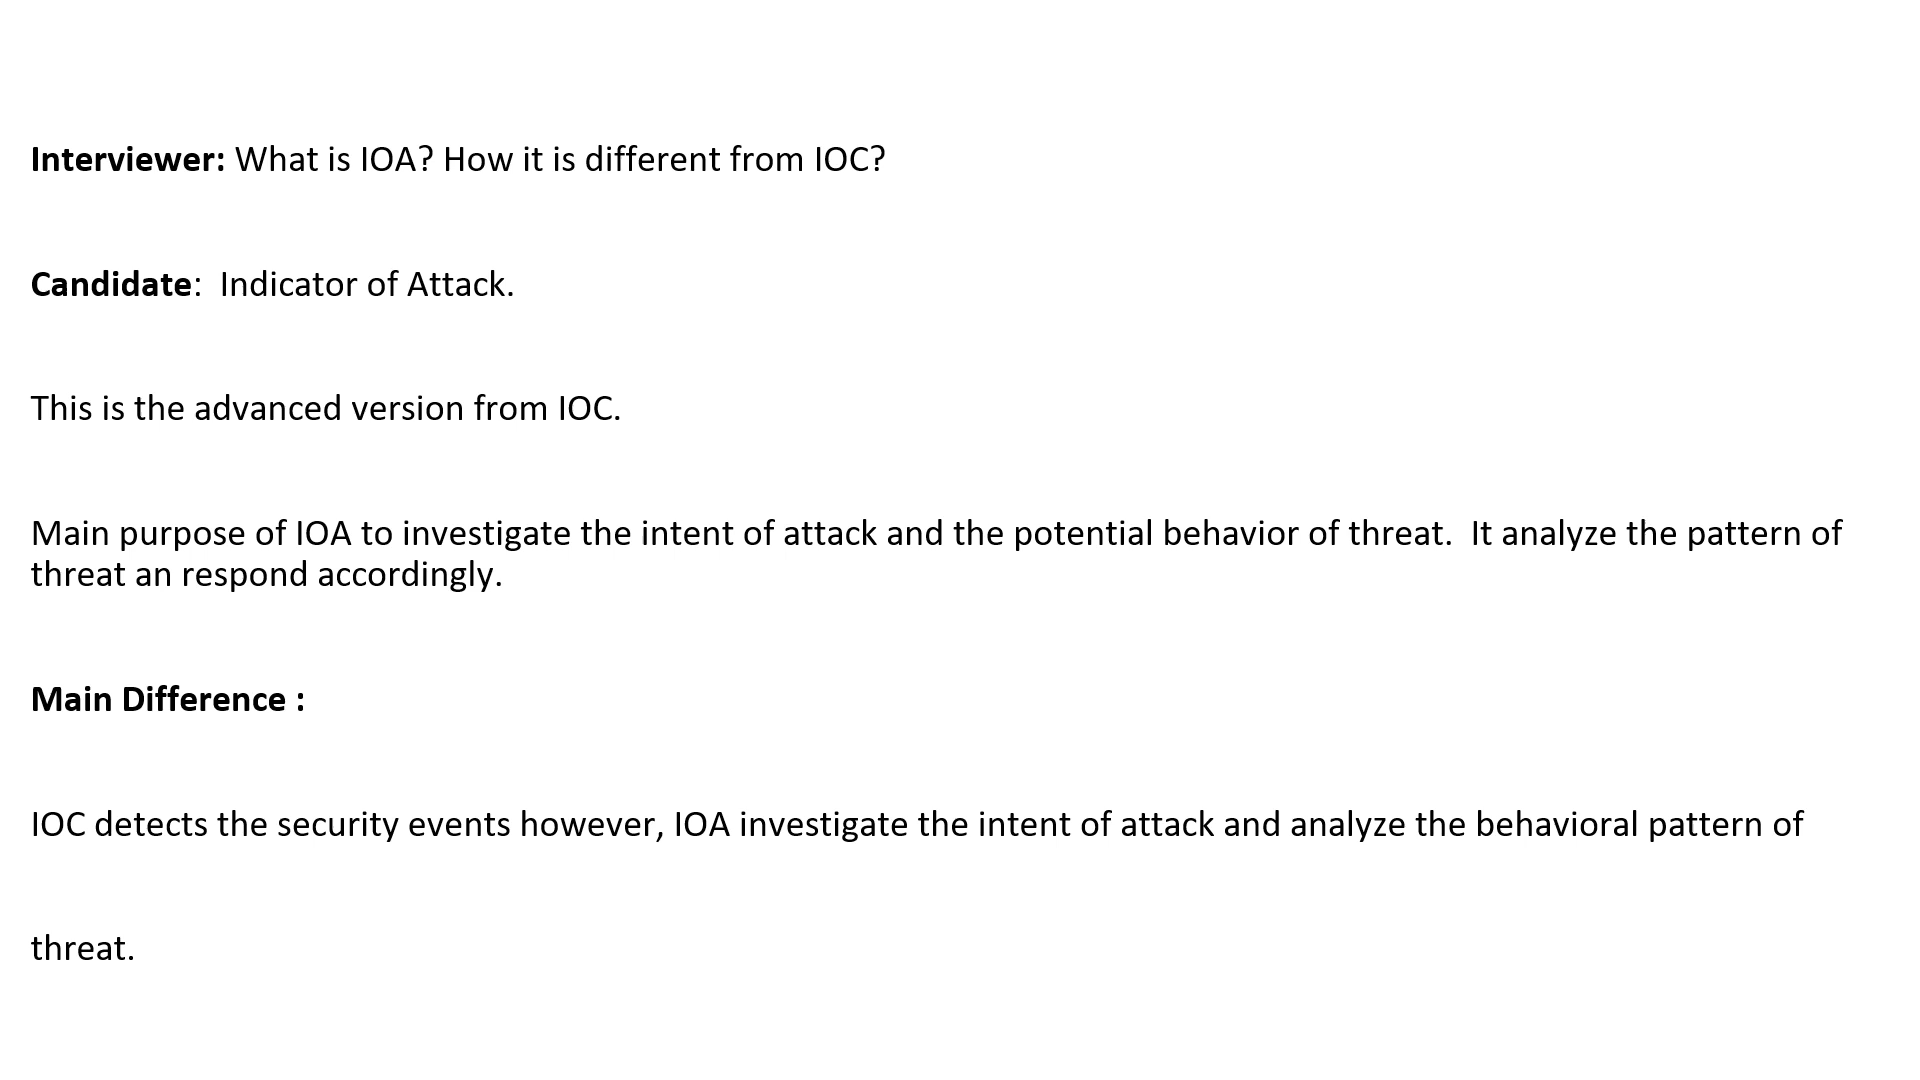 Interviewer: What is IOA? How it is different from IOC?
Candidate:  Indicator of Attack.
This is the advanced version from IOC.
Main purpose of IOA to investigate the intent of attack and the potential behavior of threat.  It analyze the pattern of
threat an respond accordingly.
Main Difference :
IOC detects the security events however, IOA investigate the intent of attack and analyze the behavioral pattern of
threat.